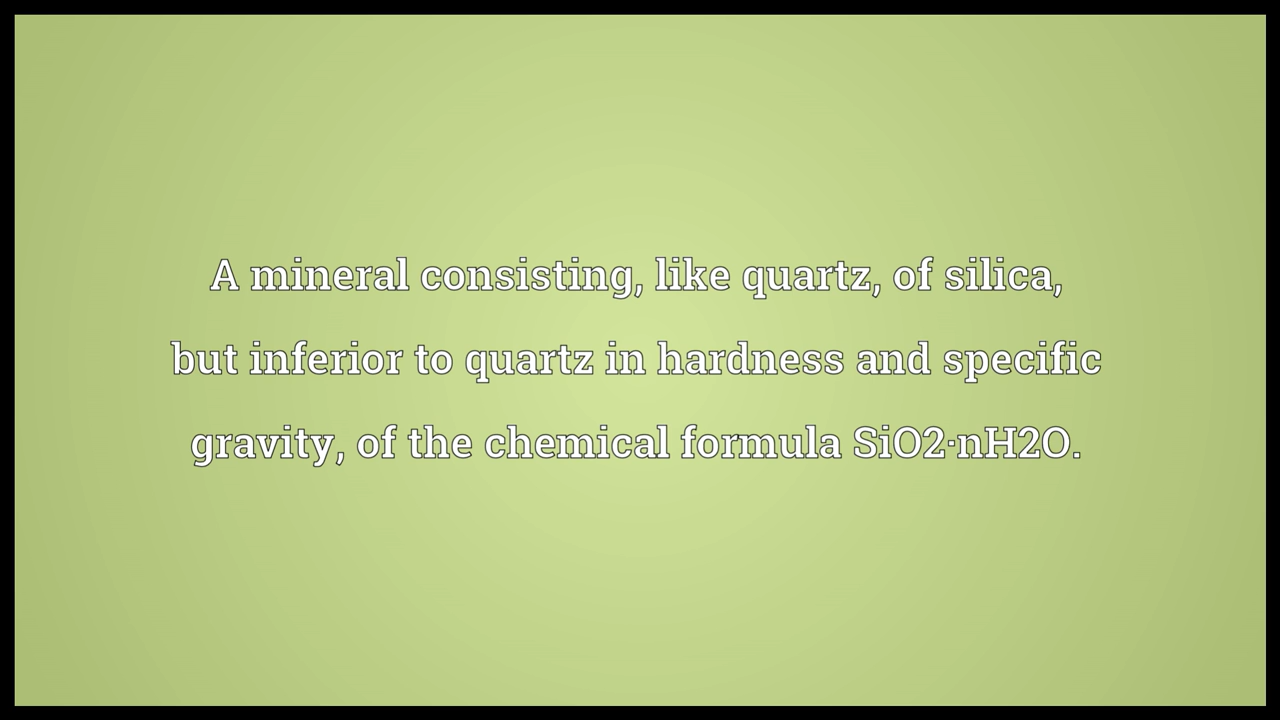 A mineral consisting, like quartz, of silica,
but inferior to quartz in hardness and specific
gravity, of the chemical formula SiO2·nH2O.